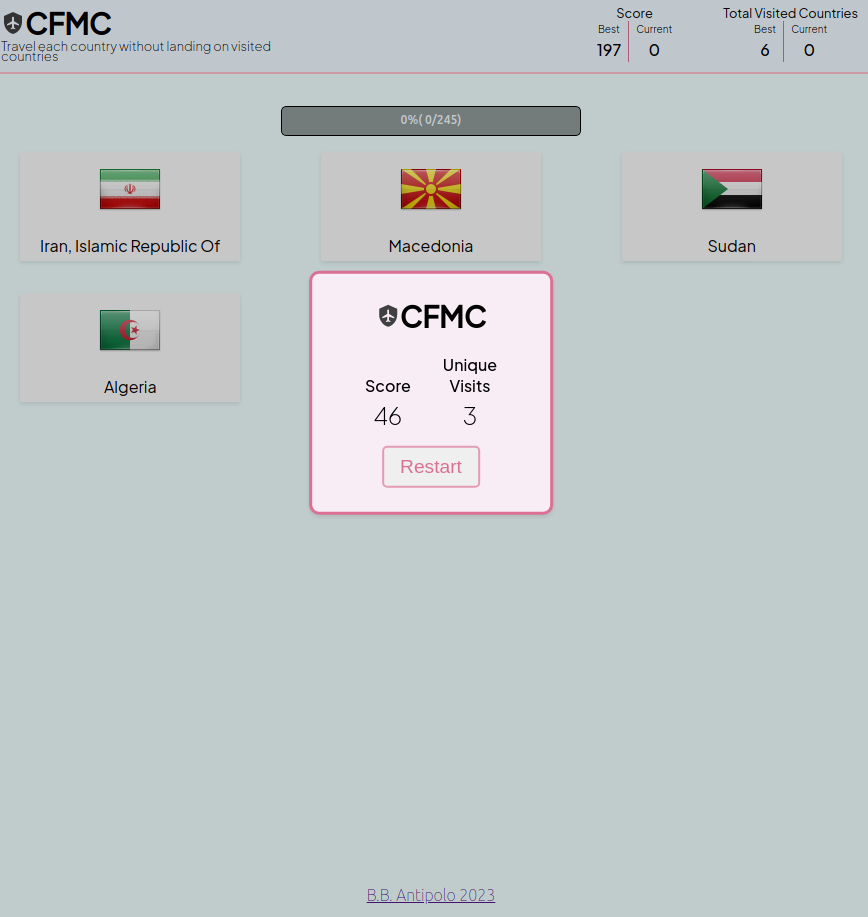 CFMC
Travel each country without landing on visited
countries
Score
Best
Current
197
0
Total Visited Countries
Best
Current
6
0
0%( 0/245)
Iran, Islamic Republic Of
Macedonia
Sudan
Algeria
CFMC
Score
Unique
Visits
46
3
Restart
B.B. Antipolo 2023